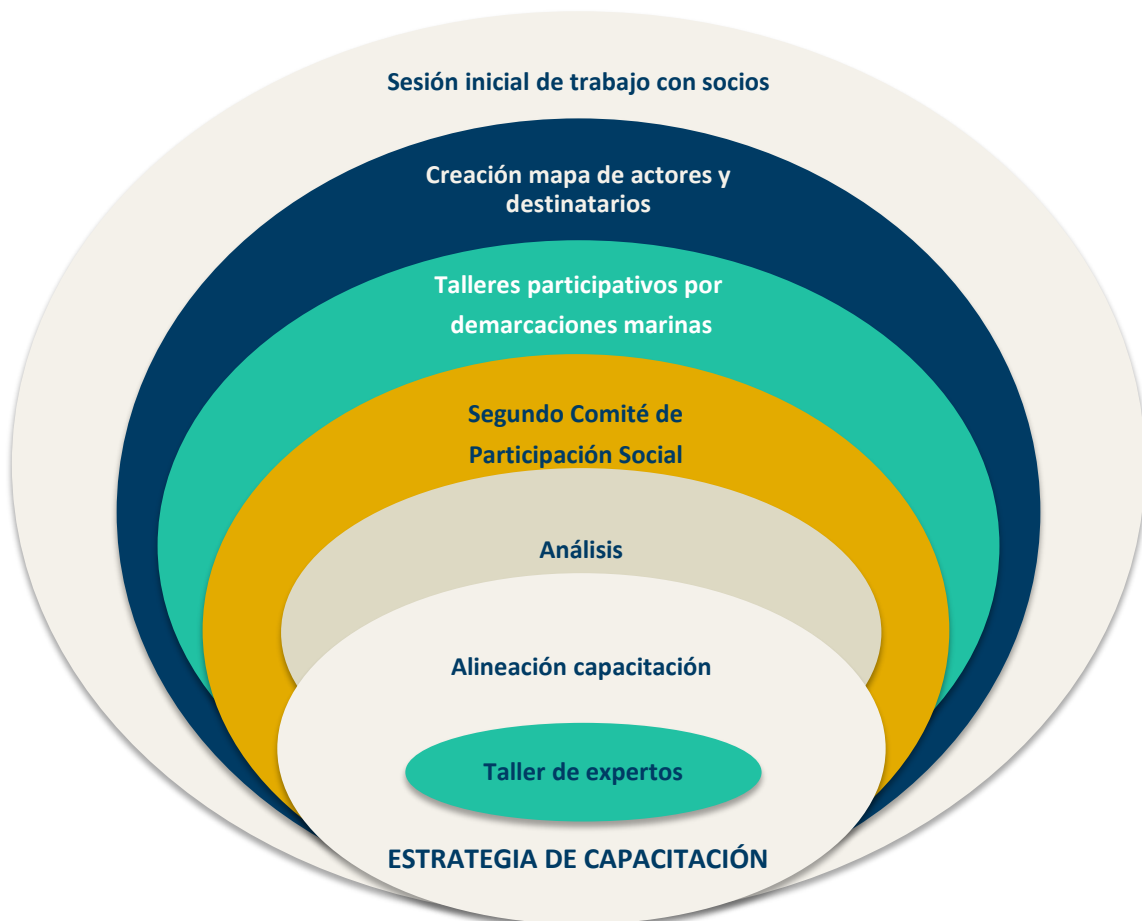 Sesión inicial de trabajo con socios
Creación mapa de actores y
destinatarios
Talleres participativos por
demarcaciones marinas
Segundo Comité de
Participación Social
Análisis
Alineación capacitación
Taller de expertos
ESTRATEGIA DE CAPACITACIÓN